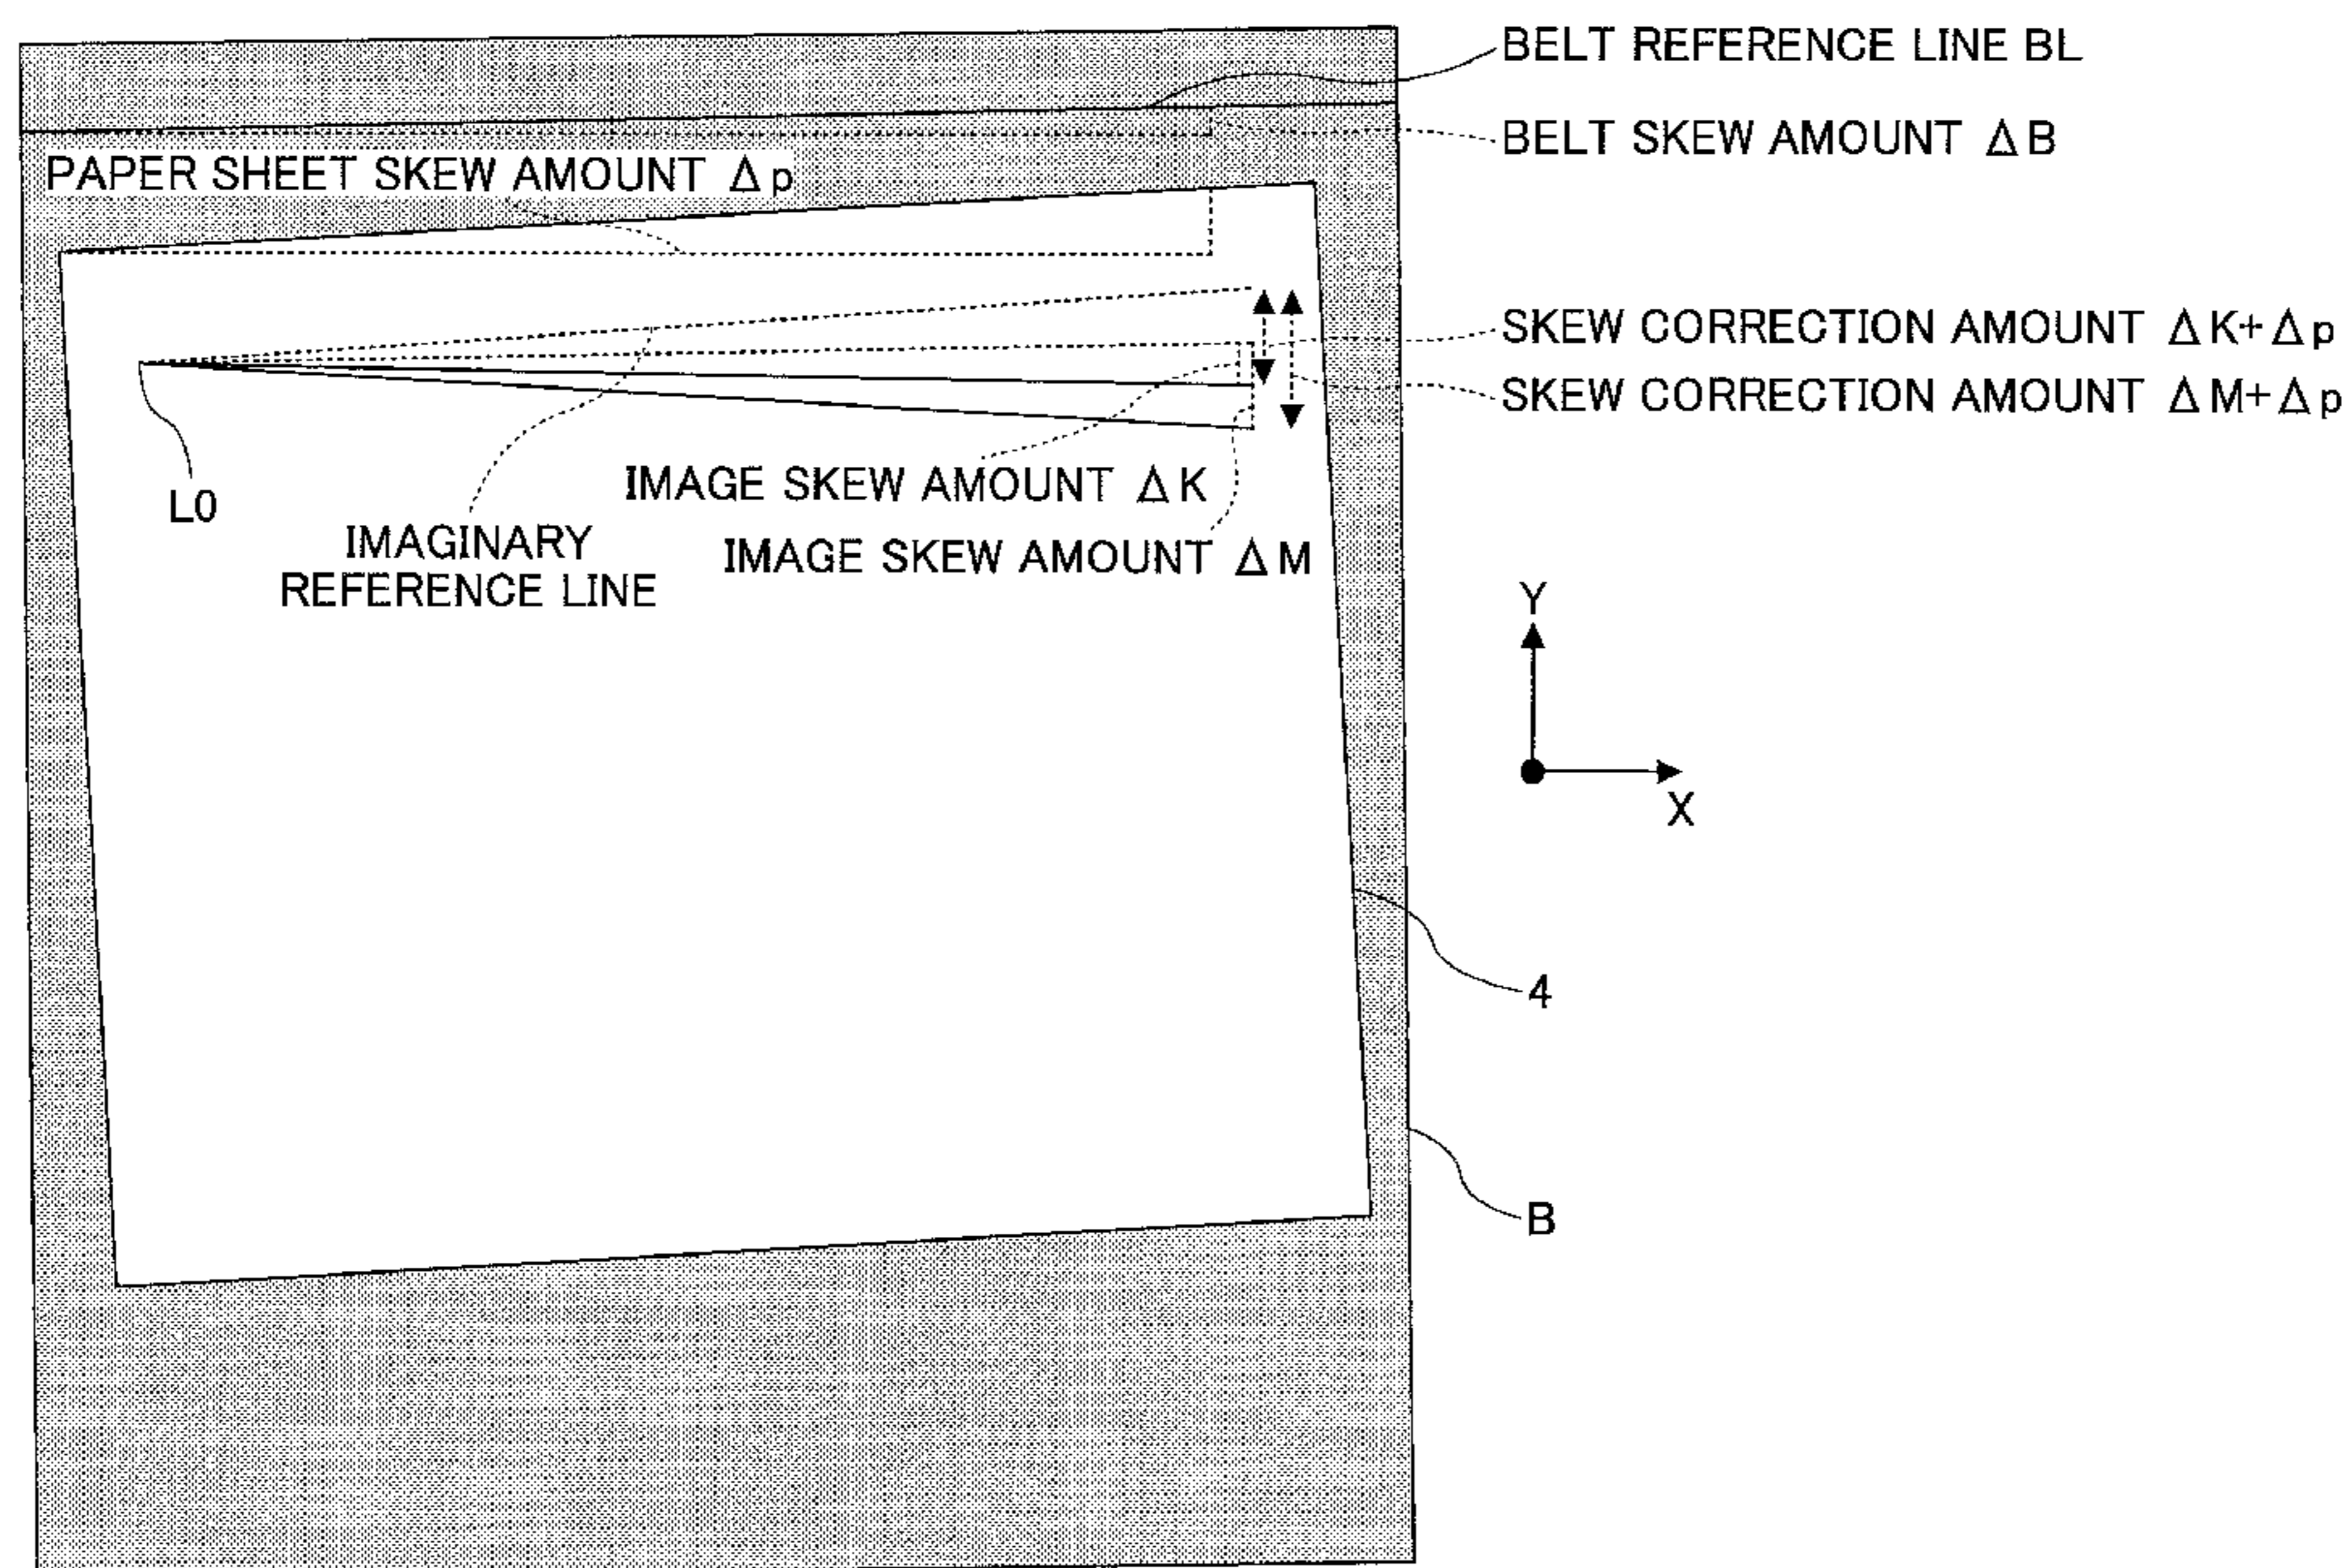 BELT REFERENCE LINE BL
BELT SKEW AMOUNT ΔB
PAPER SHEET SKEW AMOUNT Δp
SKEW CORRECTION AMOUNT ΔK+Δp
SKEW CORRECTION AMOUNT ΔM+Δp
IMAGE SKEW AMOUNT ΔK
L0
IMAGINARY
REFERENCE LINE
IMAGE SKEW AMOUNT ΔM
Y
X
4
B